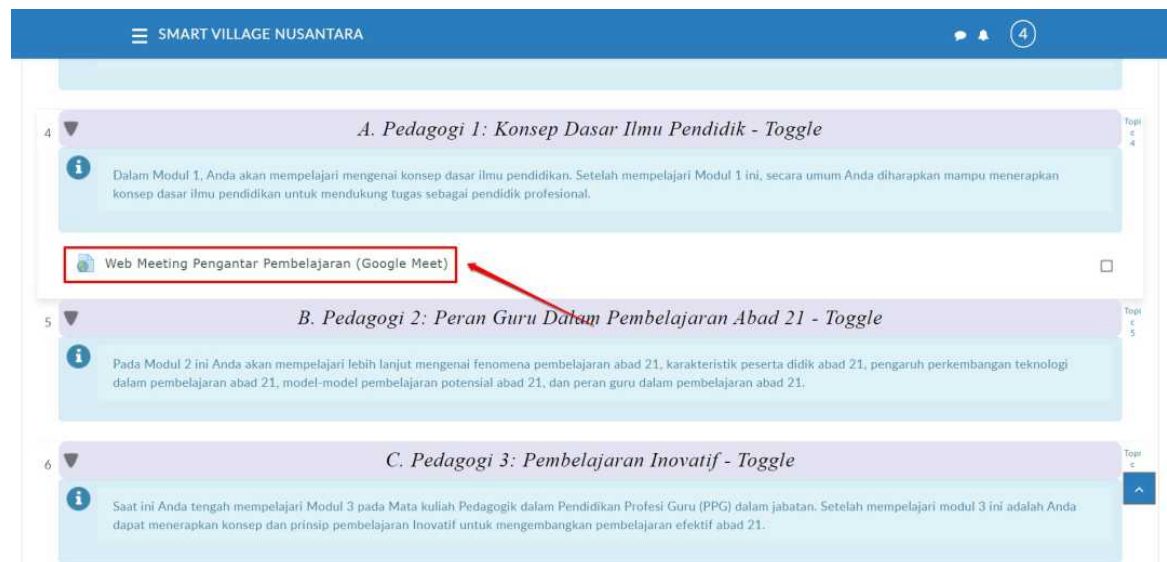 SMART VILLAGE NUSANTARA
4
4
A. Pedagogi 1: Konsep Dasar Ilmu Pendidik - Toggle
Topi
c
4
Dalam Modul 1, Anda akan mempelajari mengenai konsep dasar ilmu pendidikan. Setelah mempelajari Modul 1 ini, secara umum Anda diharapkan mampu menerapkan
konsep dasar ilmu pendidikan untuk mendukung tugas sebagai pendidik profesional.
Web Meeting Pengantar Pembelajaran (Google Meet)
5
B. Pedagogi 2: Peran Guru Dalam Pembelajaran Abad 21 - Toggle
Topi
c
5
Pada Modul 2 ini Anda akan mempelajari lebih lanjut mengenai fenomena pembelajaran abad 21, karakteristik peserta didik abad 21, pengaruh perkembangan teknologi
dalam pembelajaran abad 21, model-model pembelajaran potensial abad 21, dan peran guru dalam pembelajaran abad 21.
6
C. Pedagogi 3: Pembelajaran Inovatif - Toggle
Topi
c
Saat ini Anda tengah mempelajari Modul 3 pada Mata kuliah Pedagogik dalam Pendidikan Profesi Guru (PPG) dalam jabatan. Setelah mempelajari modul 3 ini adalah Anda
dapat menerapkan konsep dan prinsip pembelajaran Inovatif untuk mengembangkan pembelajaran efektif abad 21.